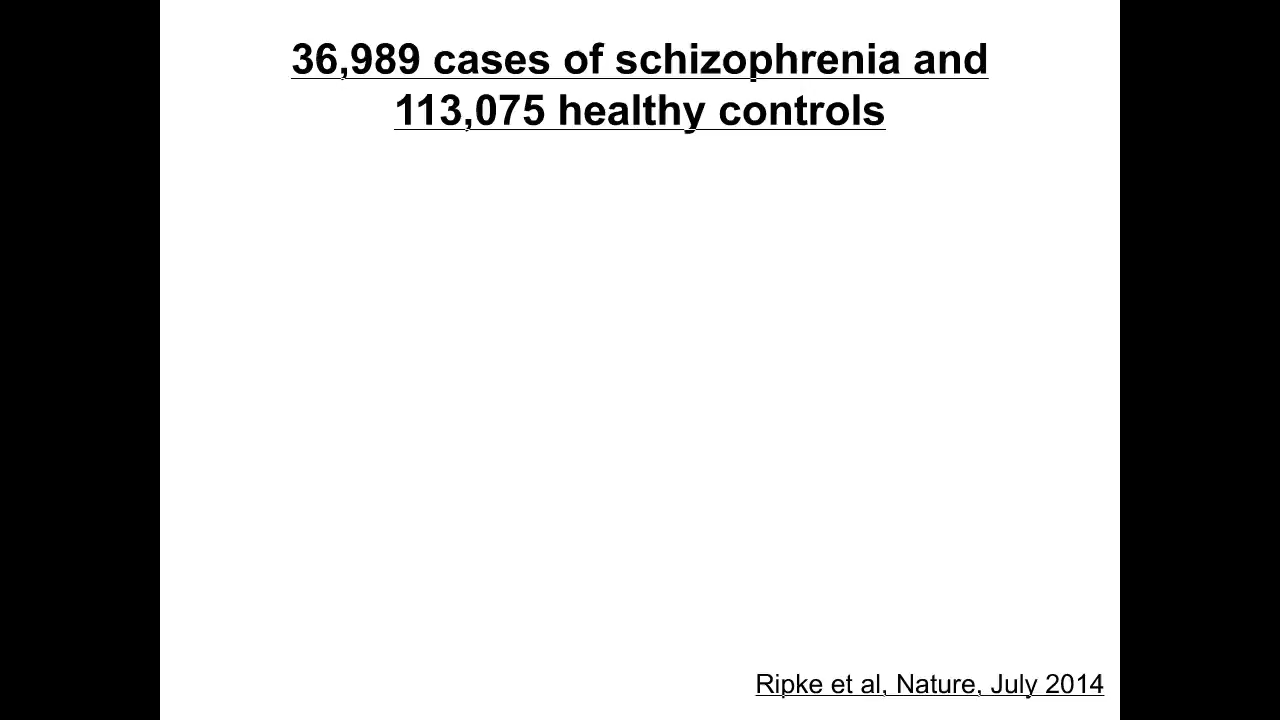 36,989 cases of schizophrenia and
113,075 healthy controls
Ripke et al, Nature, July 2014